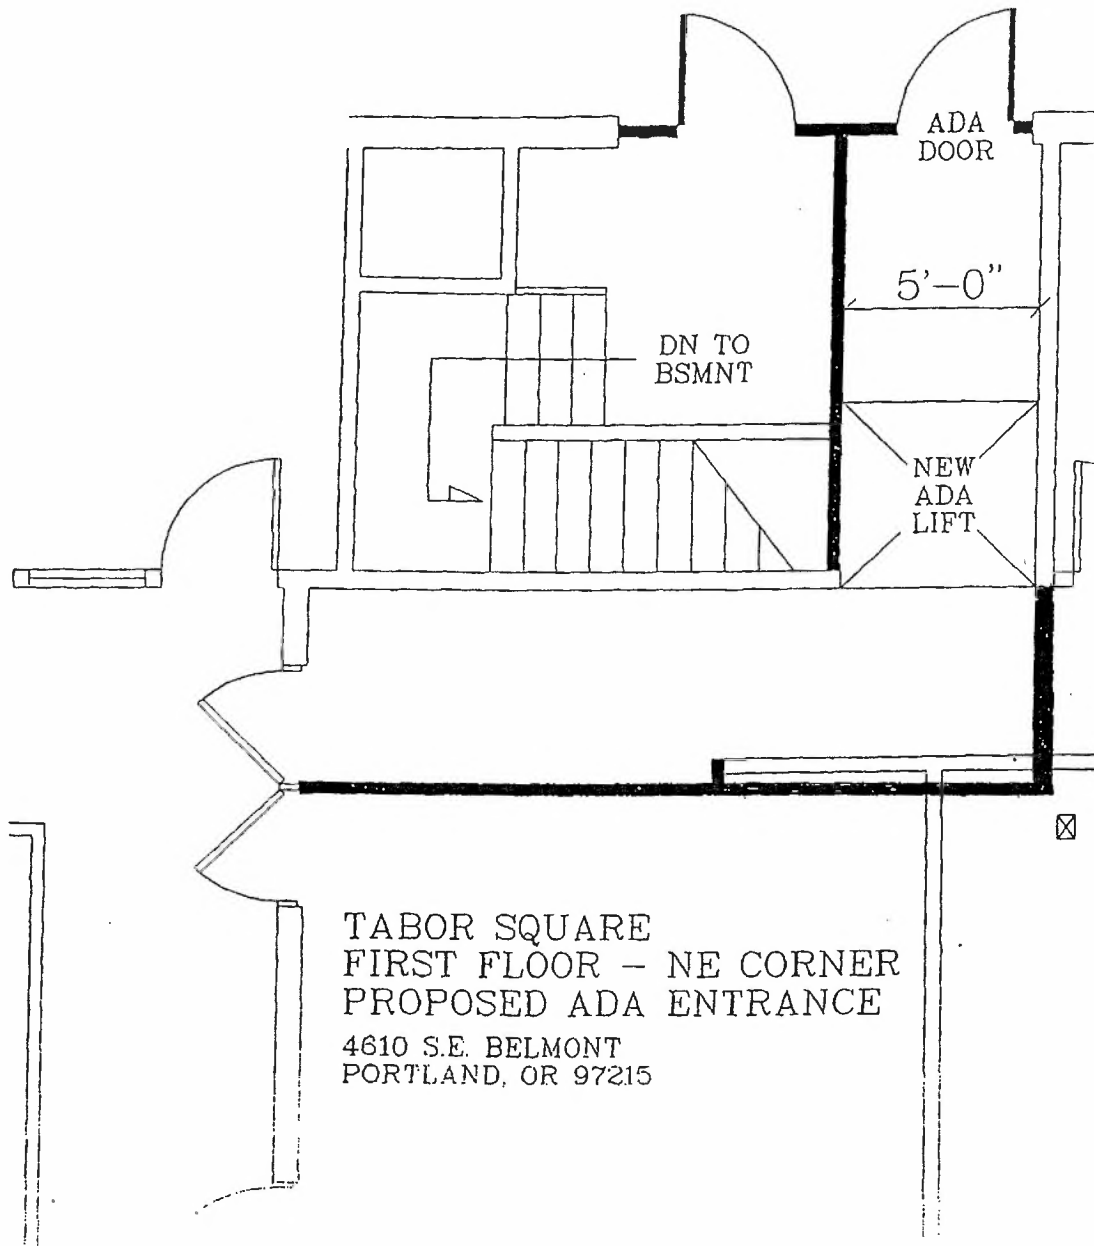 ADA
DOOR
5'-0"
DN TO
BSMNT
NEW
ADA
LIFT
TABOR SQUARE
FIRST FLOOR - NE CORNER
PROPOSED ADA ENTRANCE
4610 S.E. BELMONT
PORTLAND, OR 97215